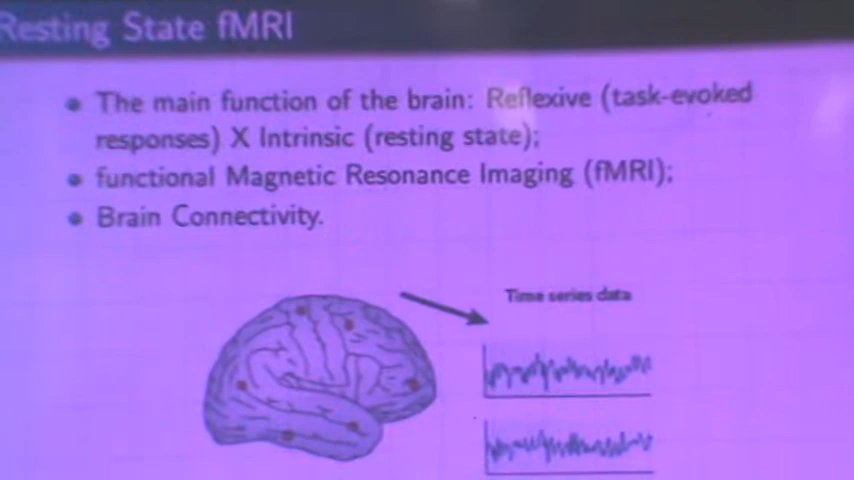 Resting State fMRI
The main function of the brain: Reflexive (task-evoked
responses) X Intrinsic (resting state);
functional Magnetic Resonance Imaging (fMRI);
Brain Connectivity.
Time series data